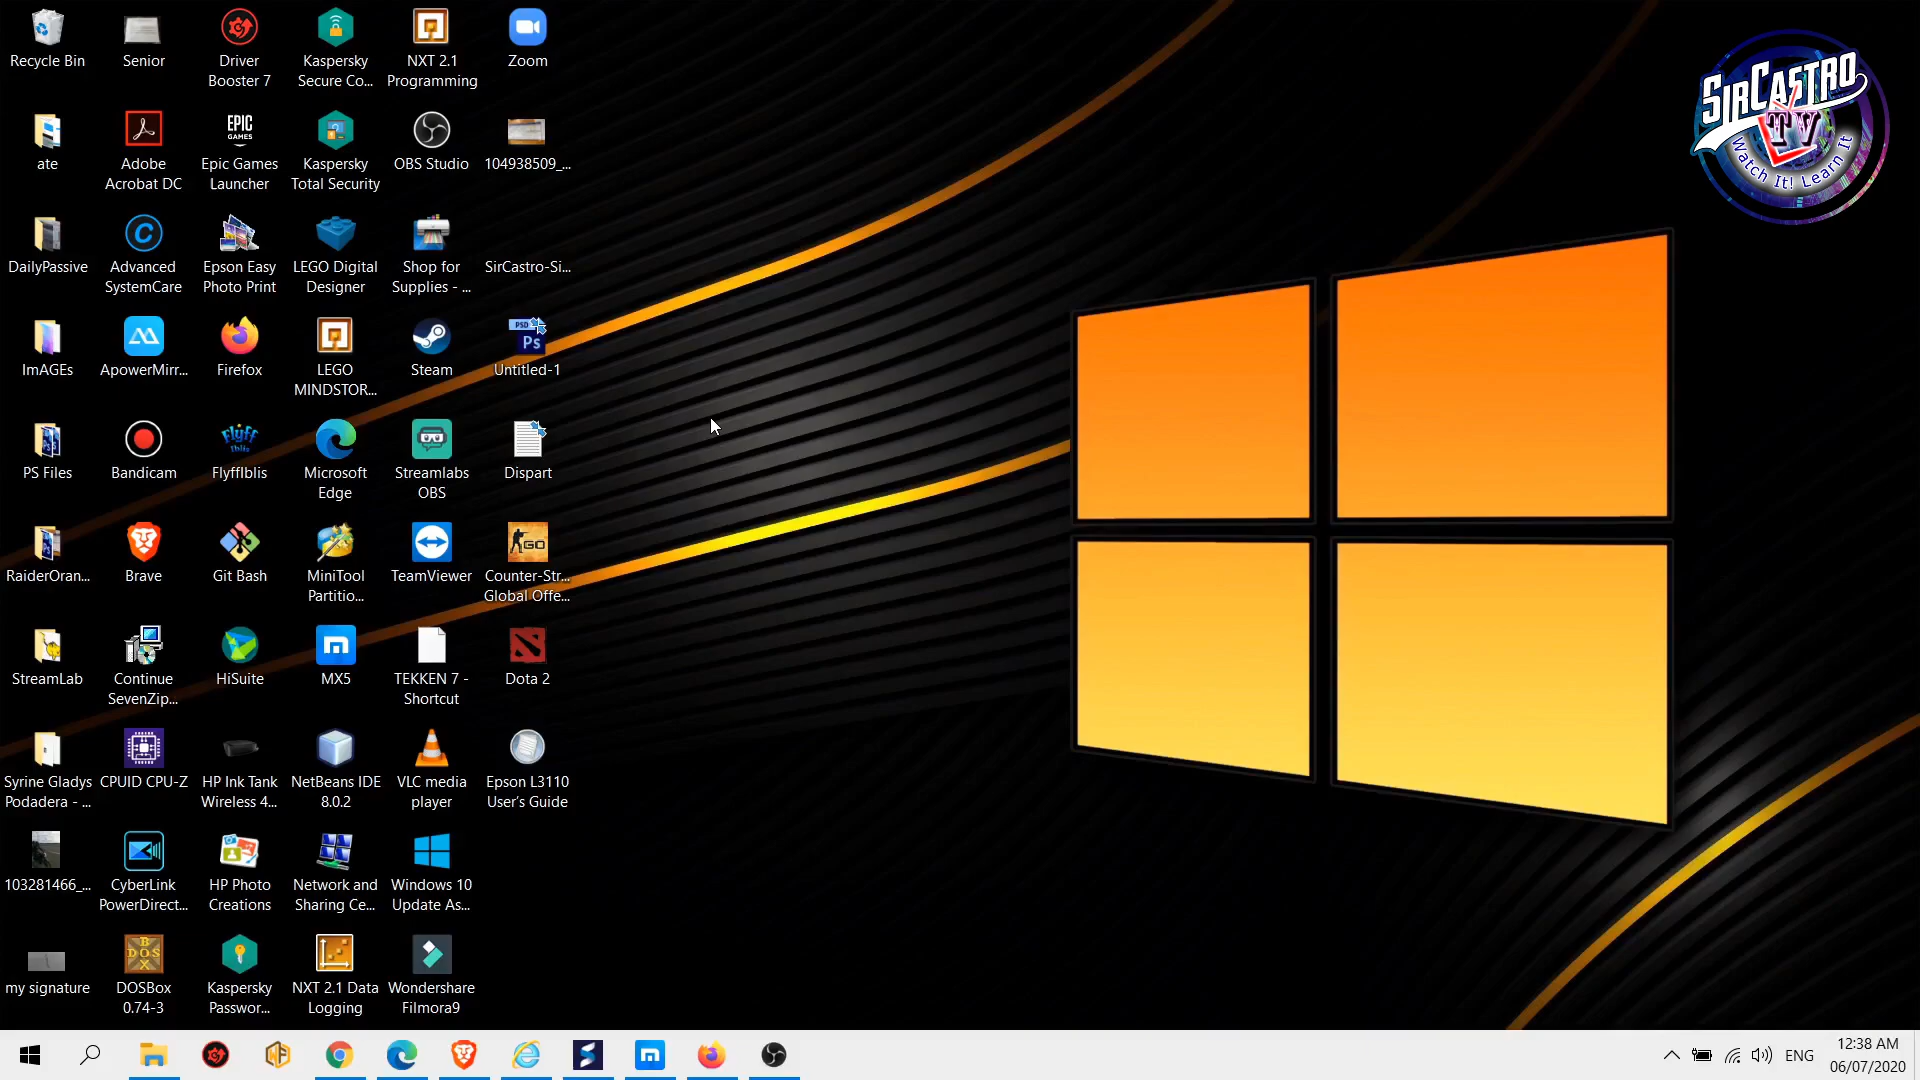 Recycle Bin
Senior
Driver
Booster 7
Kaspersky
Secure Co...
NXT 2.1
Programming
Zoom
ate
Adobe
Acrobat DC
EPIC
GAMES
Epic Games
Launcher
Kaspersky
Total Security
OBS Studio
104938509_...
DailyPassive
Advanced
SystemCare
Epson Easy
Photo Print
LEGO Digital
Designer
Shop for
Supplies - ...
SirCastro-Si...
ImAGEs
ApowerMirr...
Firefox
LEGO
MINDSTOR...
Steam
PSD
Ps
Untitled-1
PS Files
Bandicam
Flyff
Iblis
FlyffIblis
Microsoft
Edge
Streamlabs
OBS
Dispart
RaiderOran...
Brave
Git Bash
MiniTool
Partitio...
TeamViewer
GO
Counter-Str...
Global Offe...
StreamLab
Continue
SevenZip...
HiSuite
MX5
TEKKEN 7 -
Shortcut
Dota 2
Syrine Gladys
Podadera - ...
CPUID CPU-Z
HP Ink Tank
Wireless 4...
NetBeans IDE
8.0.2
VLC media
player
Epson L3110
User's Guide
103281466_...
CyberLink
PowerDirect...
HP Photo
Creations
Network and
Sharing Ce...
Windows 10
Update As...
my signature
DOSBox
0.74-3
Kaspersky
Passwor...
NXT 2.1 Data
Logging
Wondershare
Filmora9
SIRCASTRO
TV
Watch It! Learn It
ENG
12:38 AM
06/07/2020